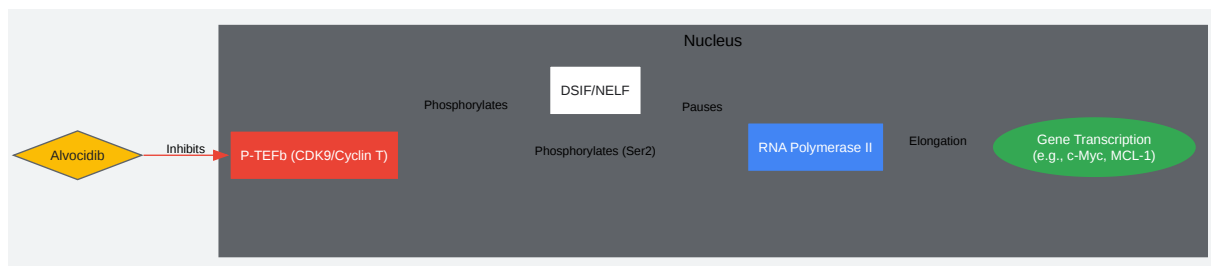 Nucleus
DSIF/NELF
Phosphorylates
Pauses
Alvocidib
Inhibits
P-TEFb (CDK9/Cyclin T)
Phosphorylates (Ser2)
RNA Polymerase II
Elongation
Gene Transcription
(e.g., c-Myc, MCL-1)